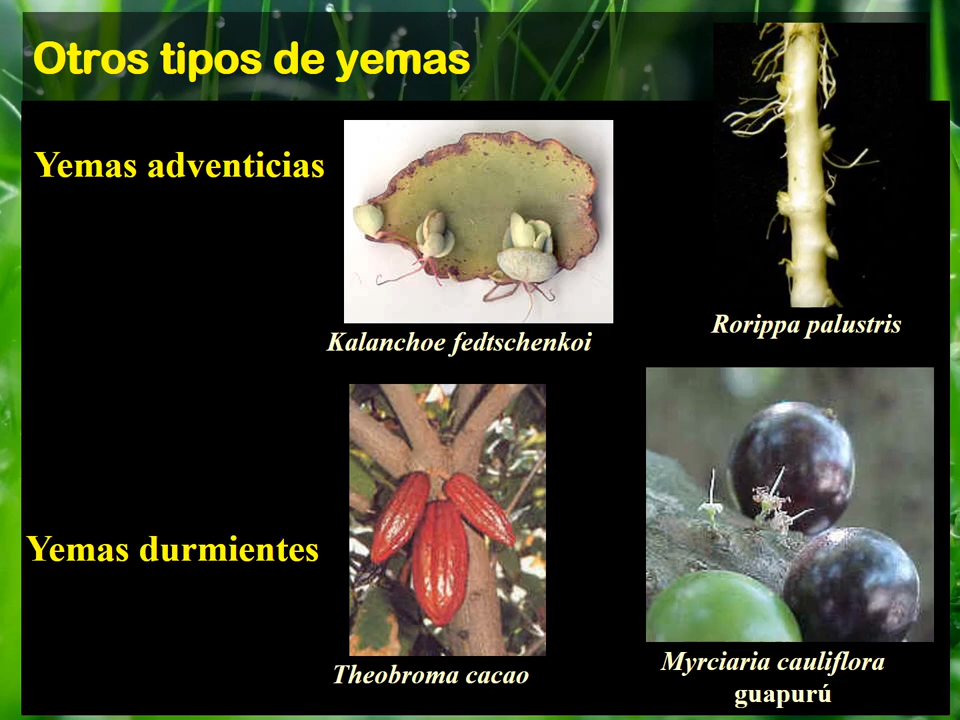 Otros tipos de yemas
Yemas adventicias
Kalanchoe fedtschenkoi
Rorippa palustris
Yemas durmientes
Theobroma cacao
Myrciaria cauliflora
guapurú